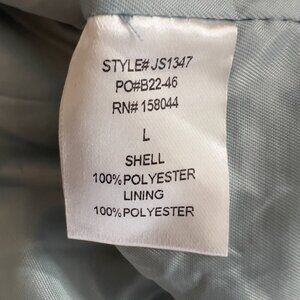 STYLE# JS1347
PO#B22-46
RN# 158044
L
SHELL
100% POLYESTER
LINING
100% POLYESTER